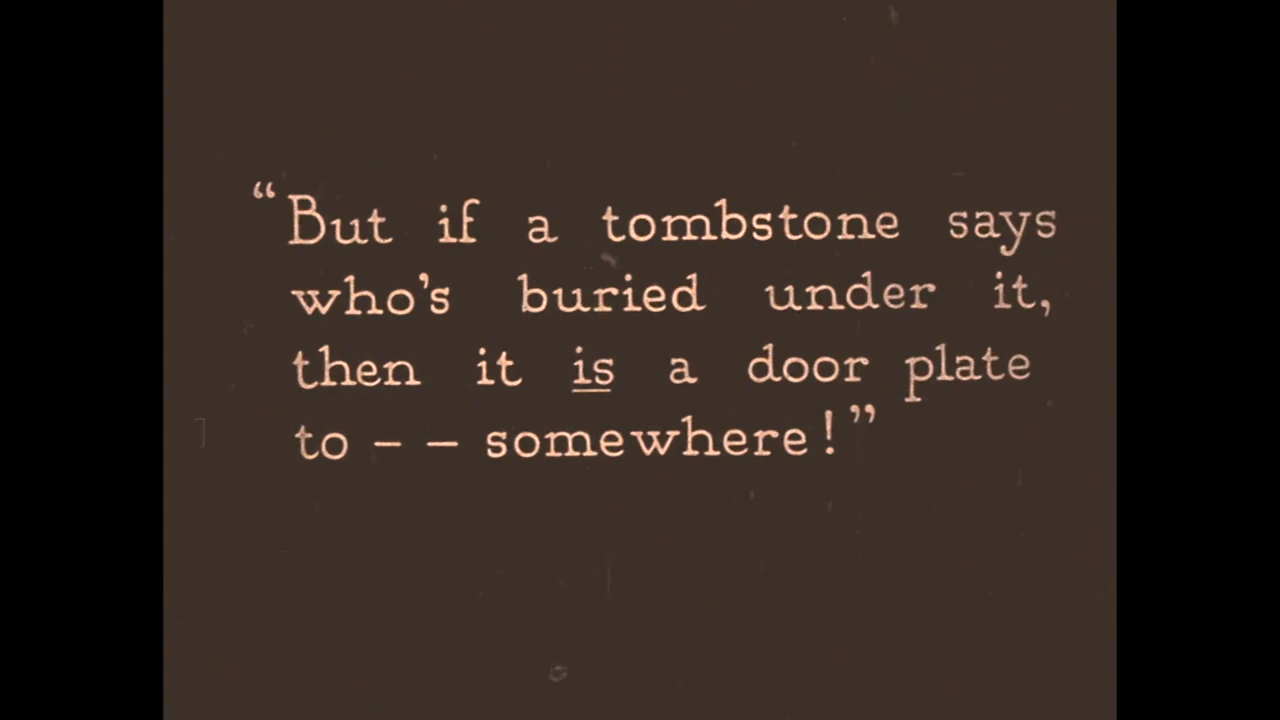 “But if a tombstone says
who’s buried under it,
then it is a door plate
to – – somewhere!”